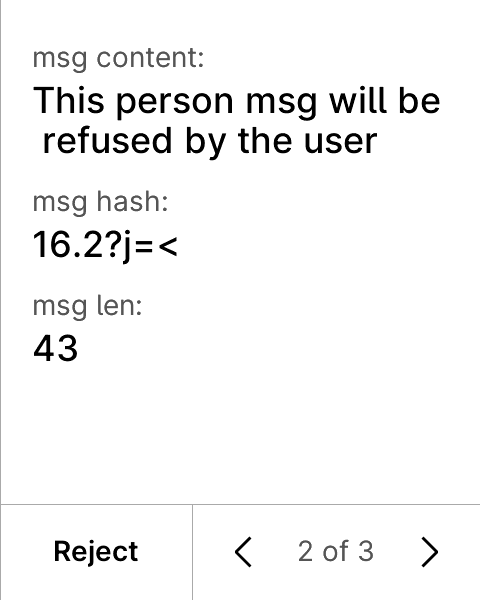 msg content:
This person msg will be
refused by the user
msg hash:
16.2?j=<
msg len:
43
Reject
2 of 3